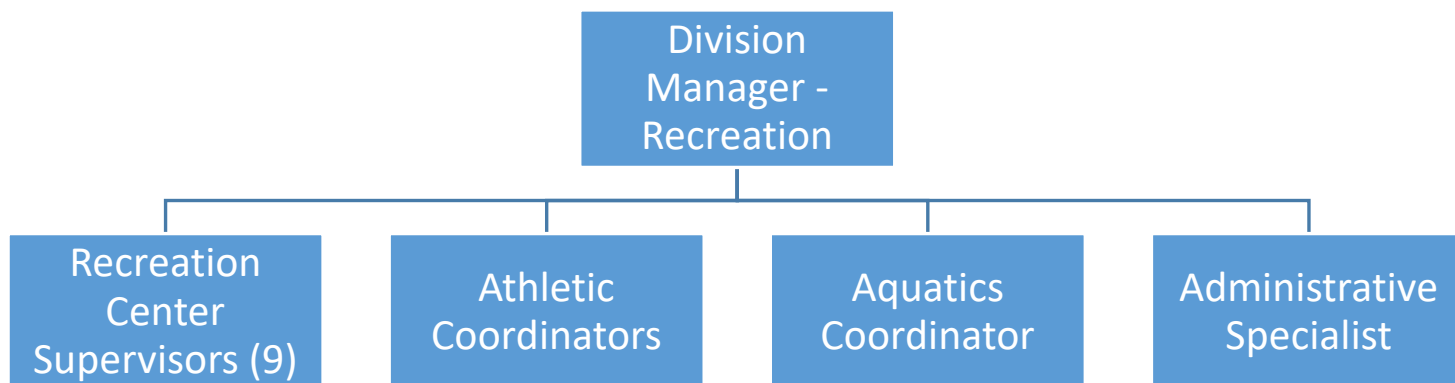 Division
Manager -
Recreation
Recreation
Center
Supervisors (9)
Athletic
Coordinators
Aquatics
Coordinator
Administrative
Specialist